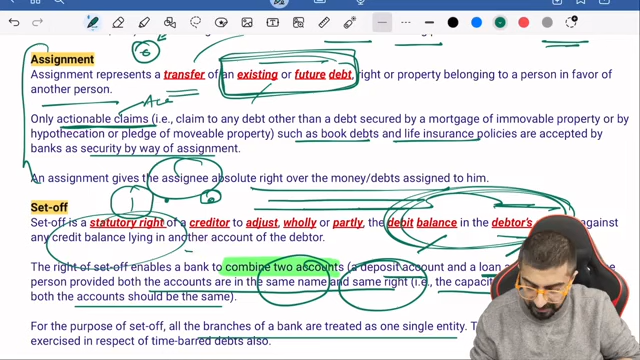 Assignment
Assignment represents a transfer of an existing or future debt, right or property belonging to a person in favor of
another person.
Ace
Only actionable claims (i.e., claim to any debt other than a debt secured by a mortgage of immovable property or by
hypothecation or pledge of moveable property) such as book debts and life insurance policies are accepted by
banks as security by way of assignment.
An assignment gives the assignee absolute right over the money/debts assigned to him.
Set-off
Set-off is a statutory right of a creditor to adjust, wholly or partly, the debit balance in the debtor's against
any credit balance lying in another account of the debtor.
The right of set-off enables a bank to combine two accounts (a deposit account and a loan
person provided both the accounts are in the same name and same right (i.e., the capacity
both the accounts should be the same).
For the purpose of set-off, all the branches of a bank are treated as one single entity.
exercised in respect of time-barred debts also.